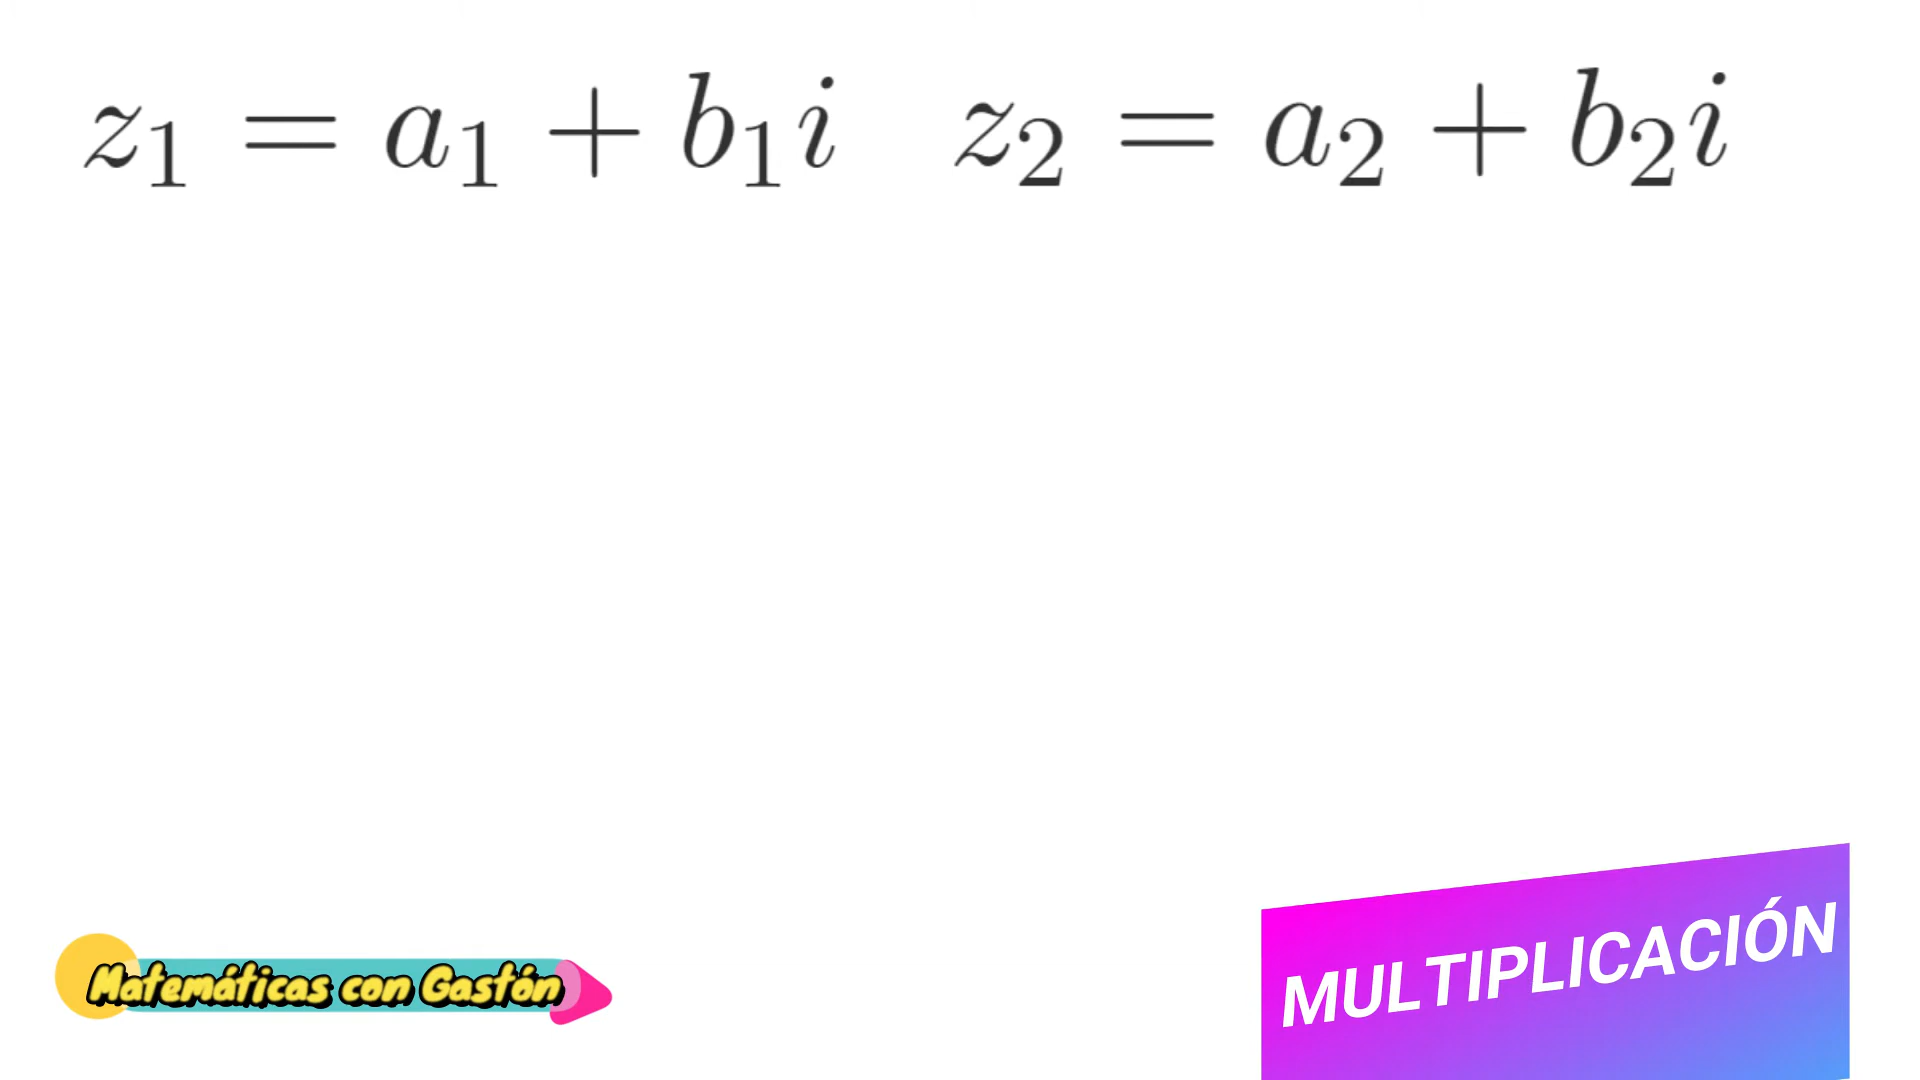 z₁ = a₁ + b₁i   z₂ = a₂ + b₂i
MULTIPLICACIÓN
Matemáticas con Gastón